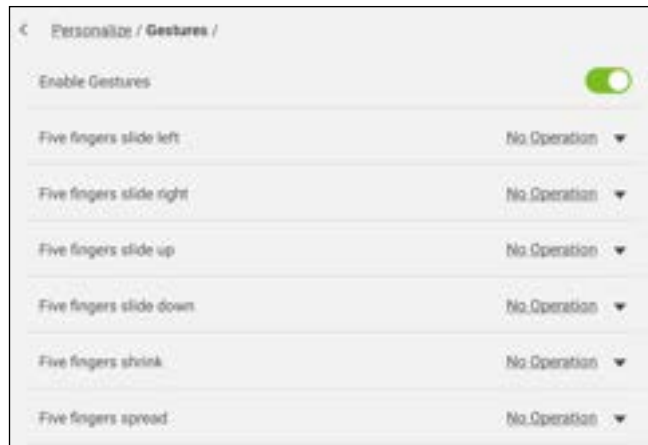 Personalize / Gestures /
Enable Gestures
Five fingers slide left No Operation
Five fingers slide right No Operation
Five fingers slide up No Operation
Five fingers slide down No Operation
Five fingers shrink No Operation
Five fingers spread No Operation